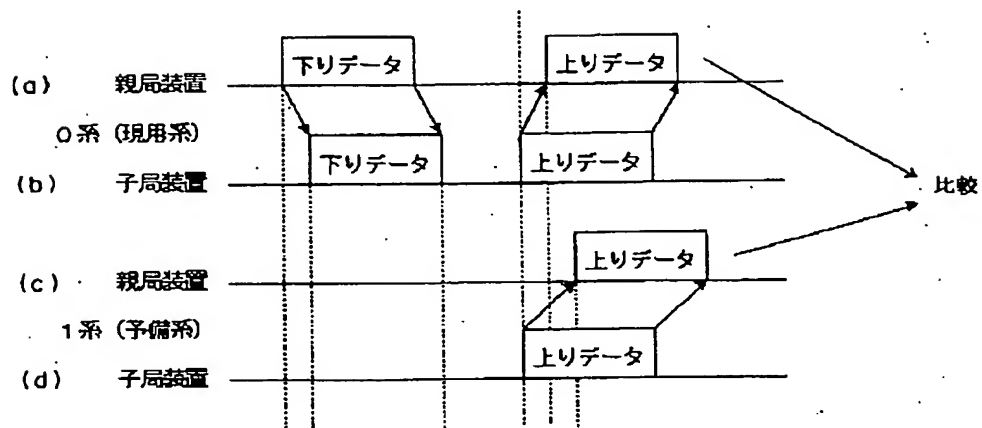 下りデータ
上りデータ
(a) 親局装置
0系(現用系)
下りデータ
上りデータ
(b) 子局装置
比較
上りデータ
(c) 親局装置
1系(予備系)
上りデータ
(d) 子局装置